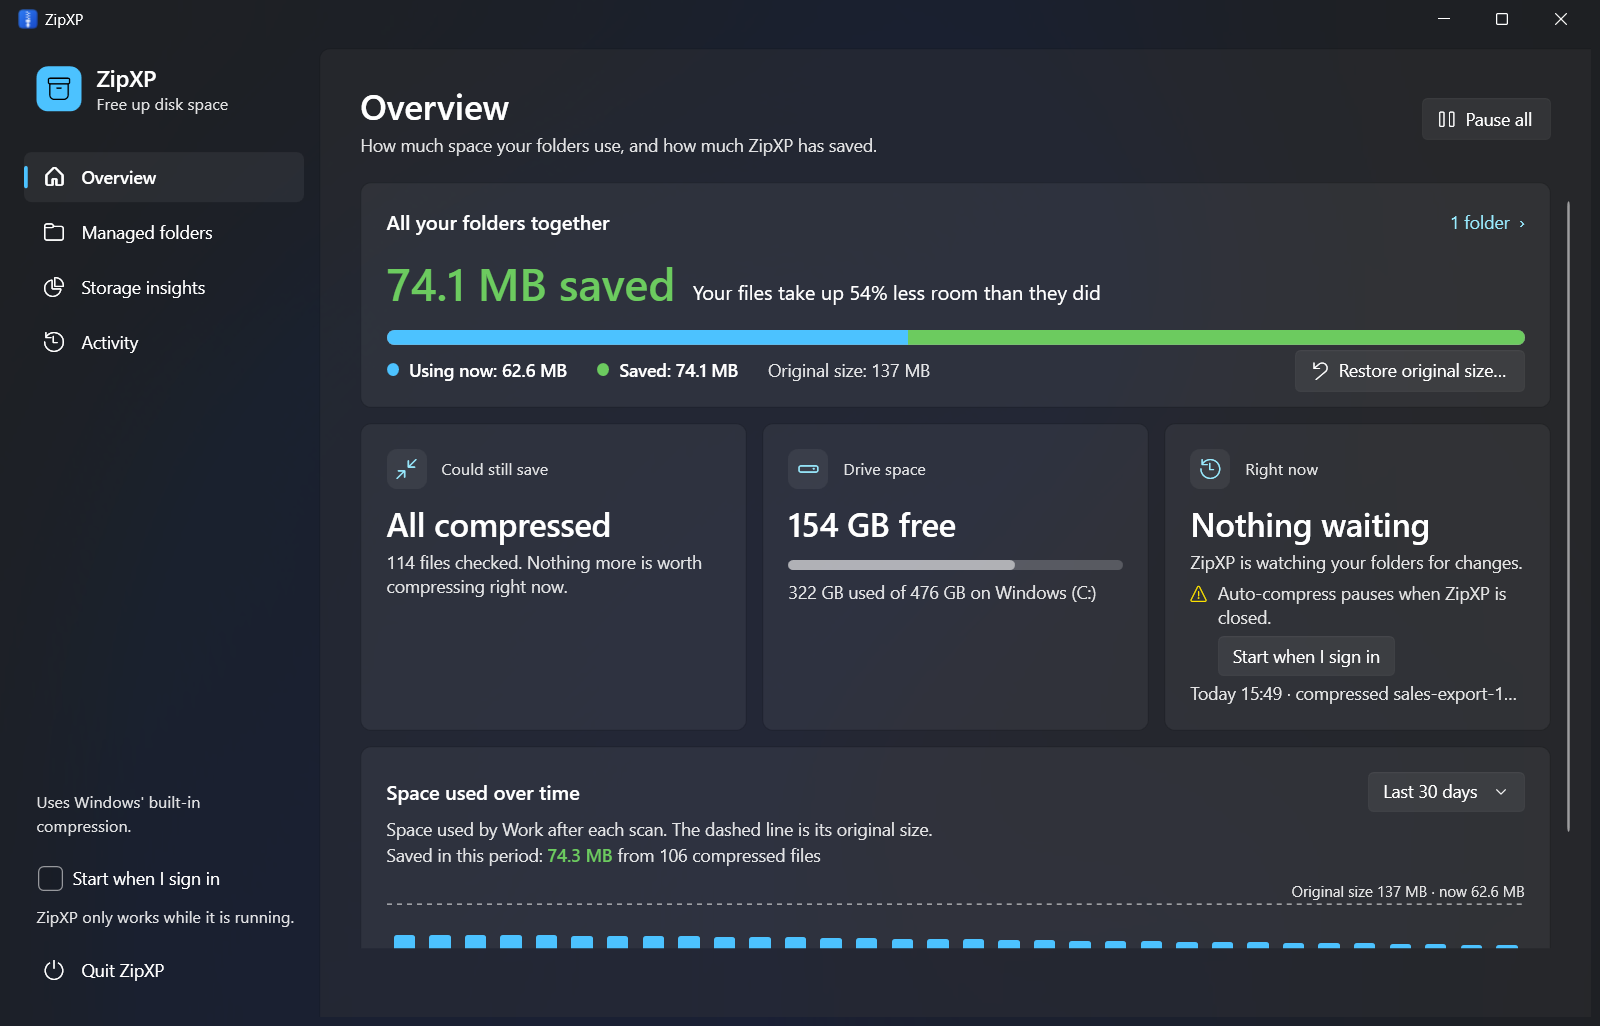 ZipXP
ZipXP
Free up disk space
Overview
Managed folders
Storage insights
Activity
Uses Windows' built-in
compression.
Start when I sign in
ZipXP only works while it is running.
Quit ZipXP
Overview
How much space your folders use, and how much ZipXP has saved.
Pause all
All your folders together
1 folder ›
74.1 MB saved Your files take up 54% less room than they did
Using now: 62.6 MB Saved: 74.1 MB Original size: 137 MB
Restore original size...
Could still save
All compressed
114 files checked. Nothing more is worth
compressing right now.
Drive space
154 GB free
322 GB used of 476 GB on Windows (C:)
Right now
Nothing waiting
ZipXP is watching your folders for changes.
Auto-compress pauses when ZipXP is
closed.
Start when I sign in
Today 15:49 · compressed sales-export-1...
Space used over time
Last 30 days
Space used by Work after each scan. The dashed line is its original size.
Saved in this period: 74.3 MB from 106 compressed files
Original size 137 MB · now 62.6 MB